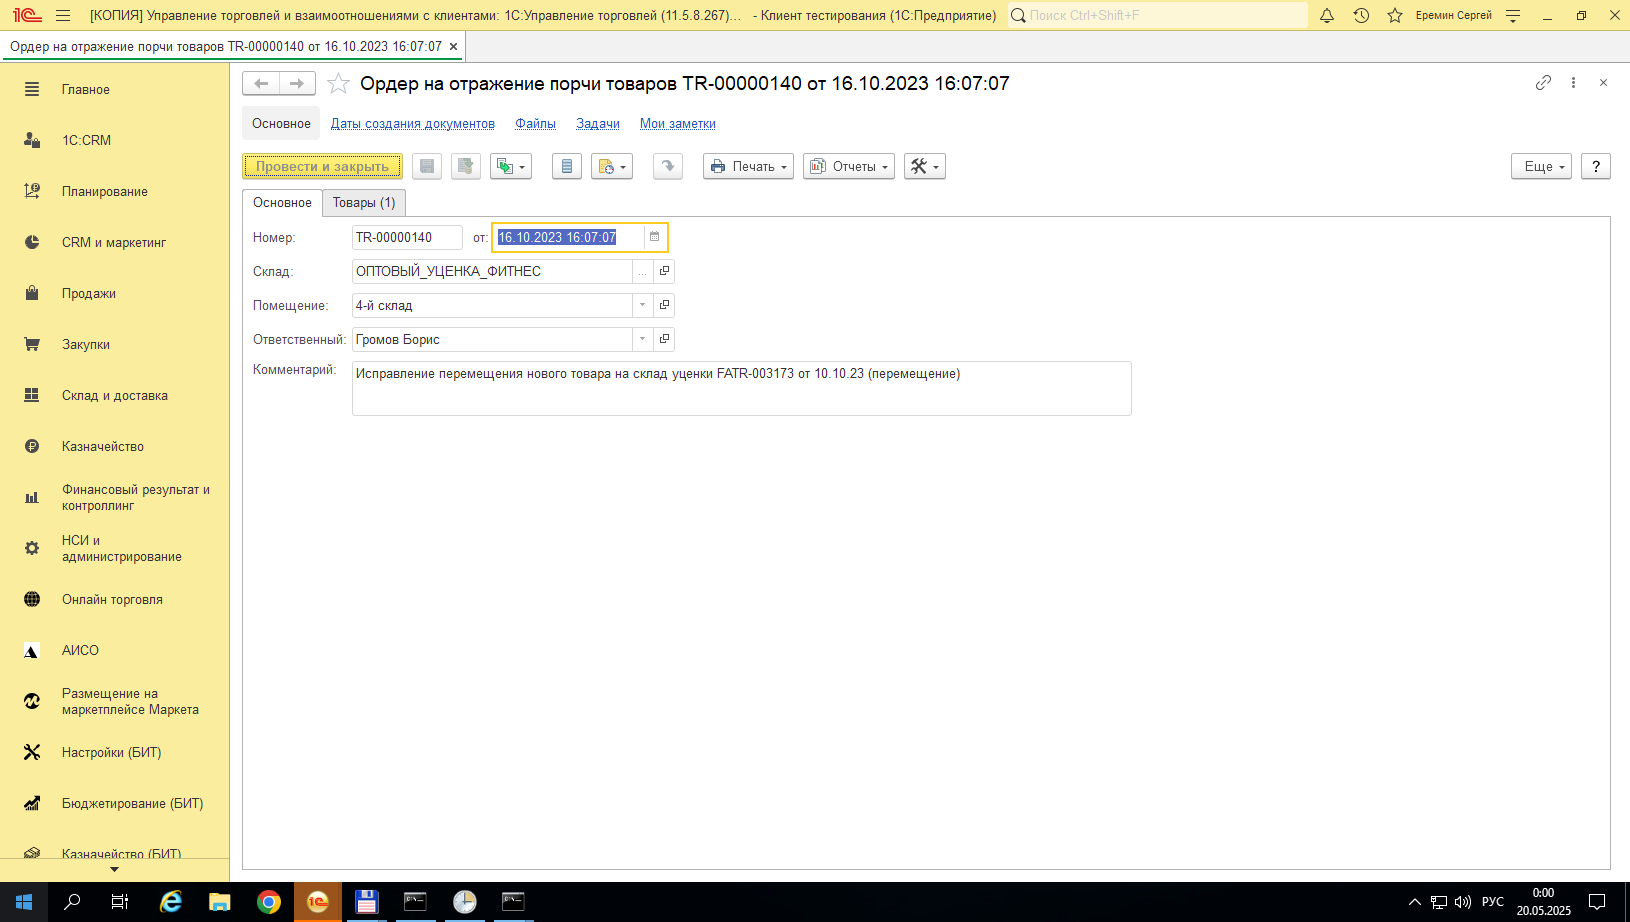 [КОПИЯ] Управление торговлей и взаимоотношениями с клиентами: 1С:Управление торговлей (11.5.8.267)... - Клиент тестирования (1С:Предприятие)
Поиск Ctrl+Shift+F
Еремин Сергей
Ордер на отражение порчи товаров TR-00000140 от 16.10.2023 16:07:07
Главное
1С:CRM
Планирование
CRM и маркетинг
Продажи
Закупки
Склад и доставка
Казначейство
Финансовый результат и
контроллинг
НСИ и
администрирование
Онлайн торговля
АИСО
Размещение на
маркетплейсе Маркета
Настройки (БИТ)
Бюджетирование (БИТ)
Казначейство (БИТ)
Ордер на отражение порчи товаров TR-00000140 от 16.10.2023 16:07:07
Основное Даты создания документов Файлы Задачи Мои заметки
Провести и закрыть Печать Отчеты Еще ?
Основное Товары (1)
Номер: TR-00000140 от: 16.10.2023 16:07:07
Склад: ОПТОВЫЙ_УЦЕНКА_ФИТНЕС ...
Помещение: 4-й склад
Ответственный: Громов Борис
Комментарий: Исправление перемещения нового товара на склад уценки FATR-003173 от 10.10.23 (перемещение)
РУС
0:00
20.05.2025